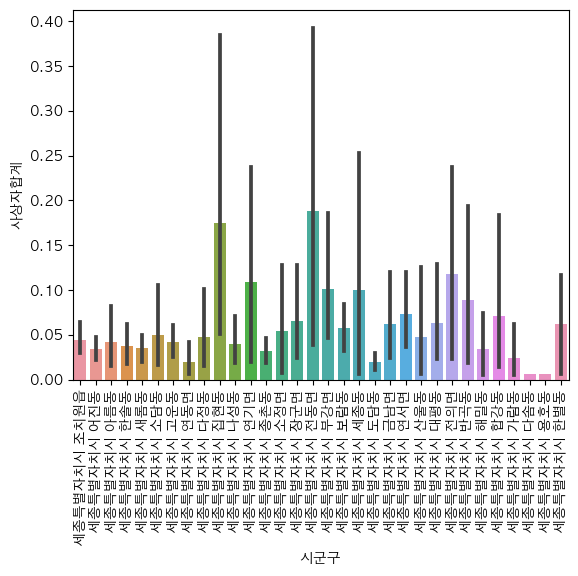 0.40
0.35
0.30
0.25
0.20
0.15
0.10
0.05
0.00
사상자합계
세종특별자치시 조치원읍
세종특별자치시 어진동
세종특별자치시 아름동
세종특별자치시 한솔동
세종특별자치시 새롬동
세종특별자치시 소담동
세종특별자치시 고운동
세종특별자치시 연동면
세종특별자치시 다정동
세종특별자치시 집현동
세종특별자치시 나성동
세종특별자치시 연기면
세종특별자치시 종촌동
세종특별자치시 소정면
세종특별자치시 장군면
세종특별자치시 전동면
세종특별자치시 부강면
세종특별자치시 보람동
세종특별자치시 세종동
세종특별자치시 도담동
세종특별자치시 금남면
세종특별자치시 연서면
세종특별자치시 산울동
세종특별자치시 대평동
세종특별자치시 전의면
세종특별자치시 반곡동
세종특별자치시 해밀동
세종특별자치시 합강동
세종특별자치시 가람동
세종특별자치시 다솜동
세종특별자치시 용호동
세종특별자치시 한별동
시군구